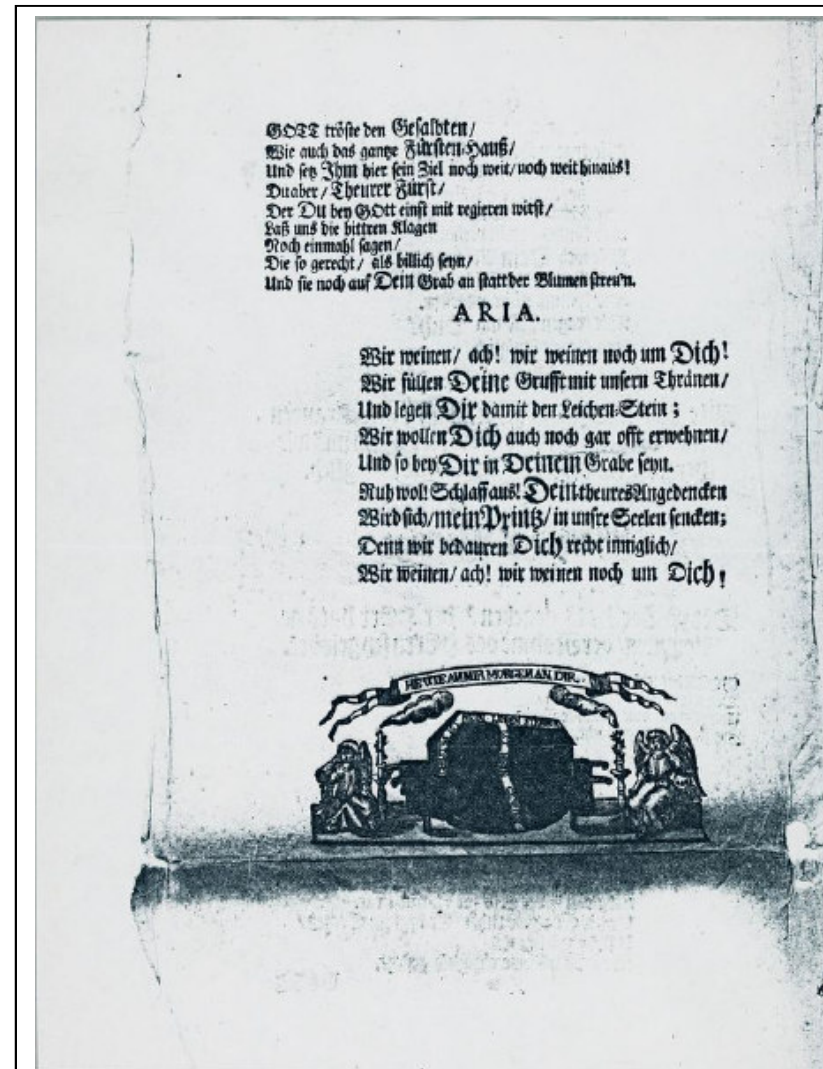 GOTT tröste den Gesalbten/
Wie auch das gantze Fürsten-Hauß/
Und setz Ihm hier sein Ziel noch weit/ noch weit hinaus!
Du aber/ Theurer Fürst/
Der DU bey GOtt einst mit regieren wirst/
Laß uns die bittren Klagen
Noch einmahl sagen/
Die so gerecht/ als billich seyn/
Und sie noch auf Dein Grab an statt der Blumen streu'n.
ARIA.
Wir weinen/ ach! wir weinen noch um Dich!
Wir füllen Deine Grufft mit unsern Thränen/
Und legen Dir damit den Leichen-Stein;
Wir wollen Dich auch noch gar offt erwehnen/
Und so bey Dir in Deinem Grabe seyn.
Ruh wol! Schlaff aus! Dein theures Angedencken
Wird sich/ mein Printz/ in unsre Seelen sencken;
Denn wir bedauren Dich recht inniglich/
Wir weinen/ ach! wir weinen noch um Dich!
HEUTE AN MIR MORGEN AN DIR.